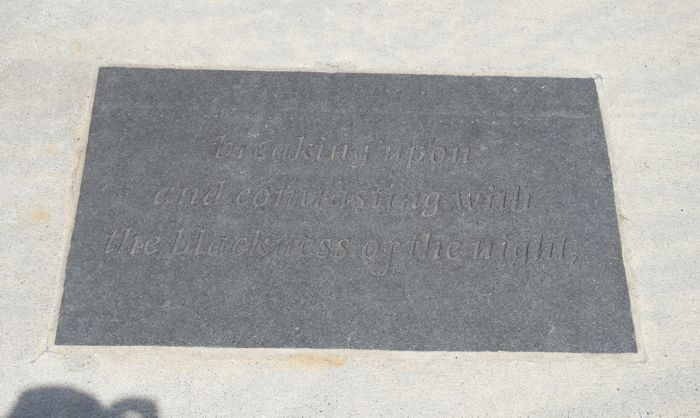 breaking upon
and contrasting with
the blackness of the night,